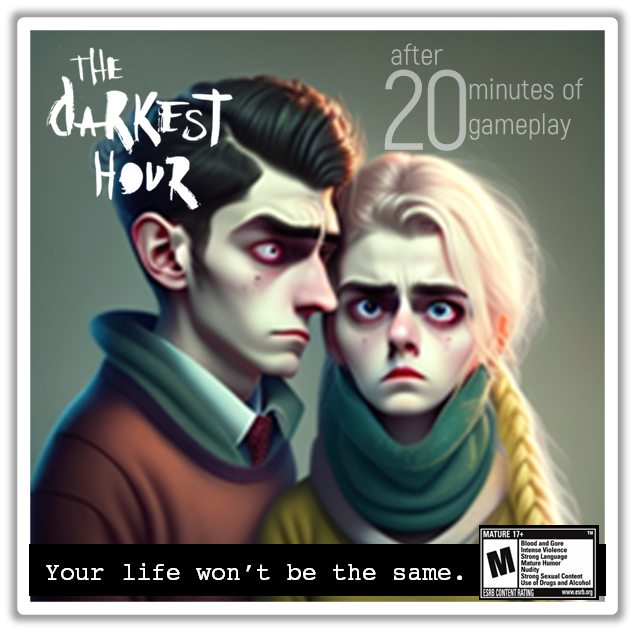 THE
DARKEST
HOUR
after
20 minutes of
gameplay
Your life won't be the same.
MATURE 17+
TM
M
Blood and Gore
Intense Violence
Strong Language
Mature Humor
Nudity
Strong Sexual Content
Use of Drugs and Alcohol
ESRB CONTENT RATING www.esrb.org